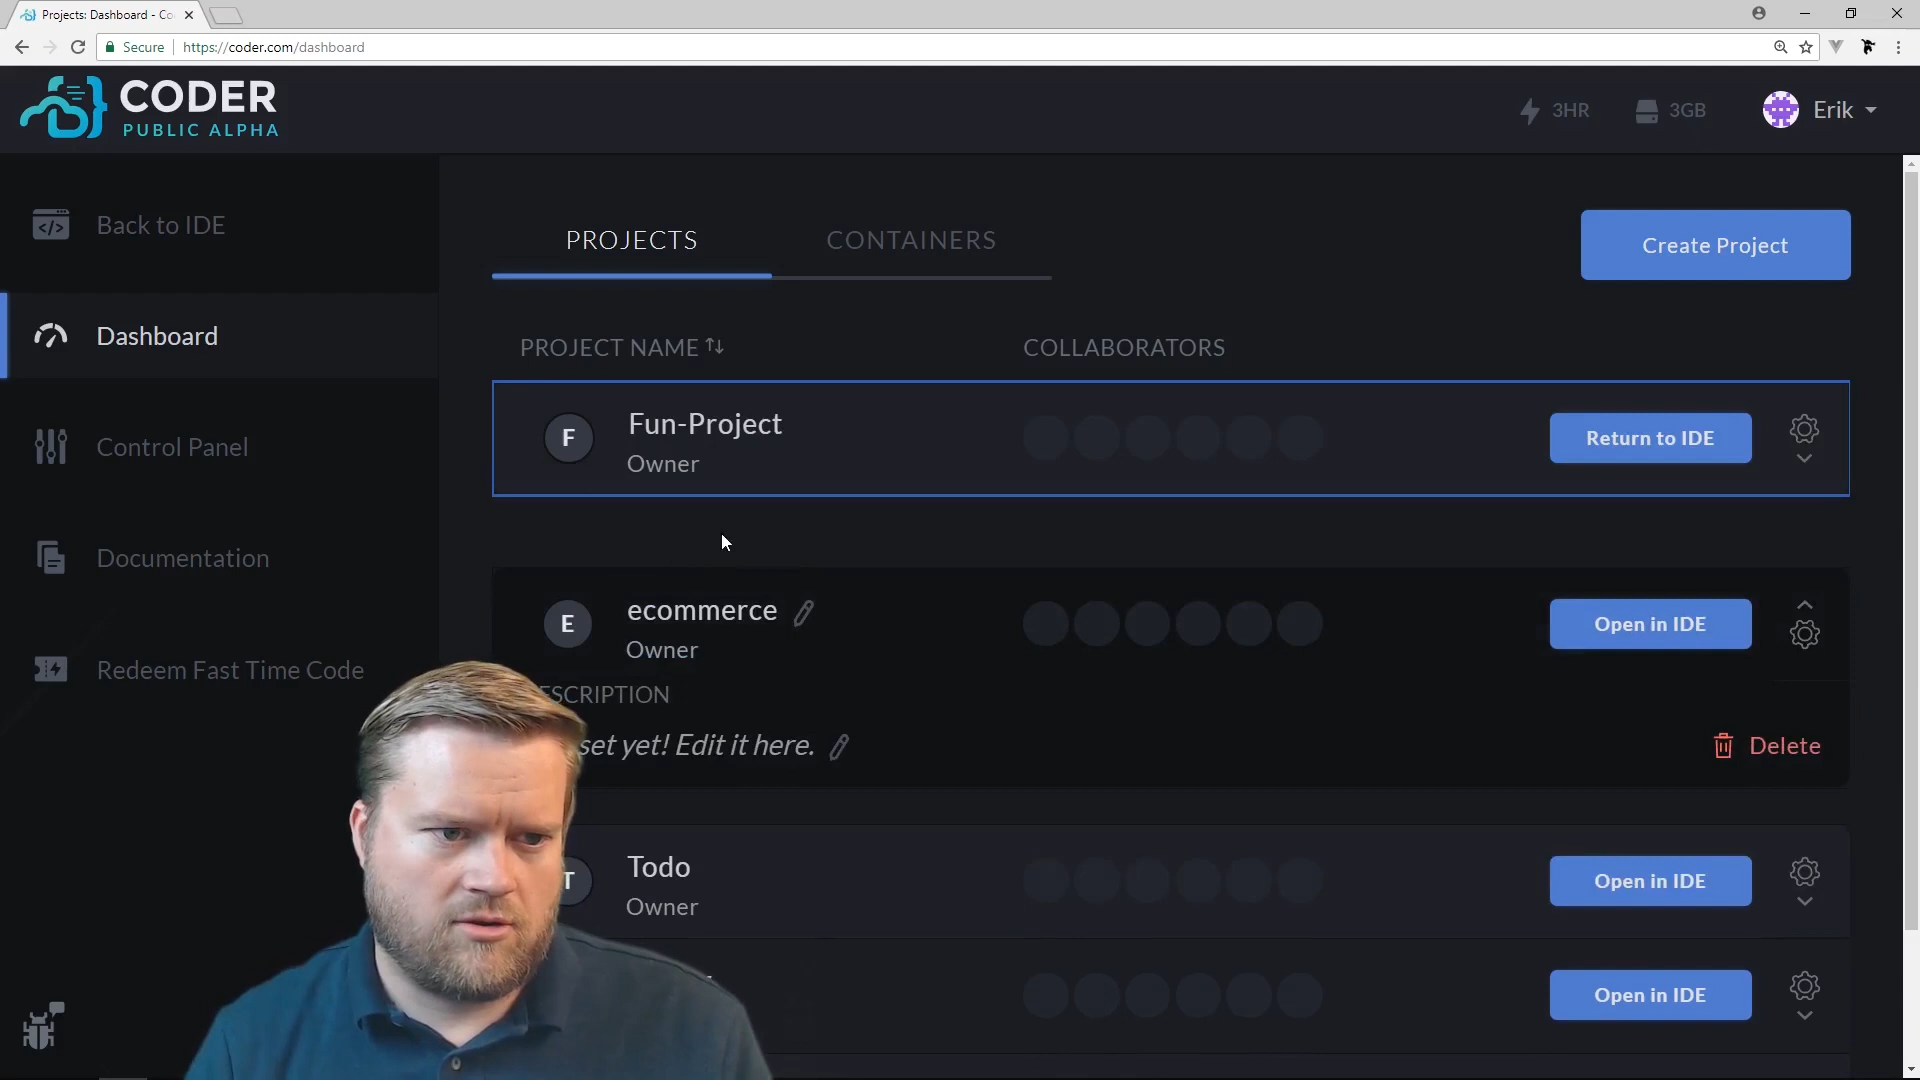 Projects: Dashboard - Co
Secure
https://coder.com/dashboard
CODER
PUBLIC ALPHA
3HR
3GB
Erik
Back to IDE
Dashboard
Control Panel
Documentation
Redeem Fast Time Code
PROJECTS
CONTAINERS
Create Project
PROJECT NAME
COLLABORATORS
F
Fun-Project
Owner
Return to IDE
E
ecommerce
Owner
Open in IDE
ESCRIPTION
set yet! Edit it here.
Delete
T
Todo
Owner
Open in IDE
Open in IDE